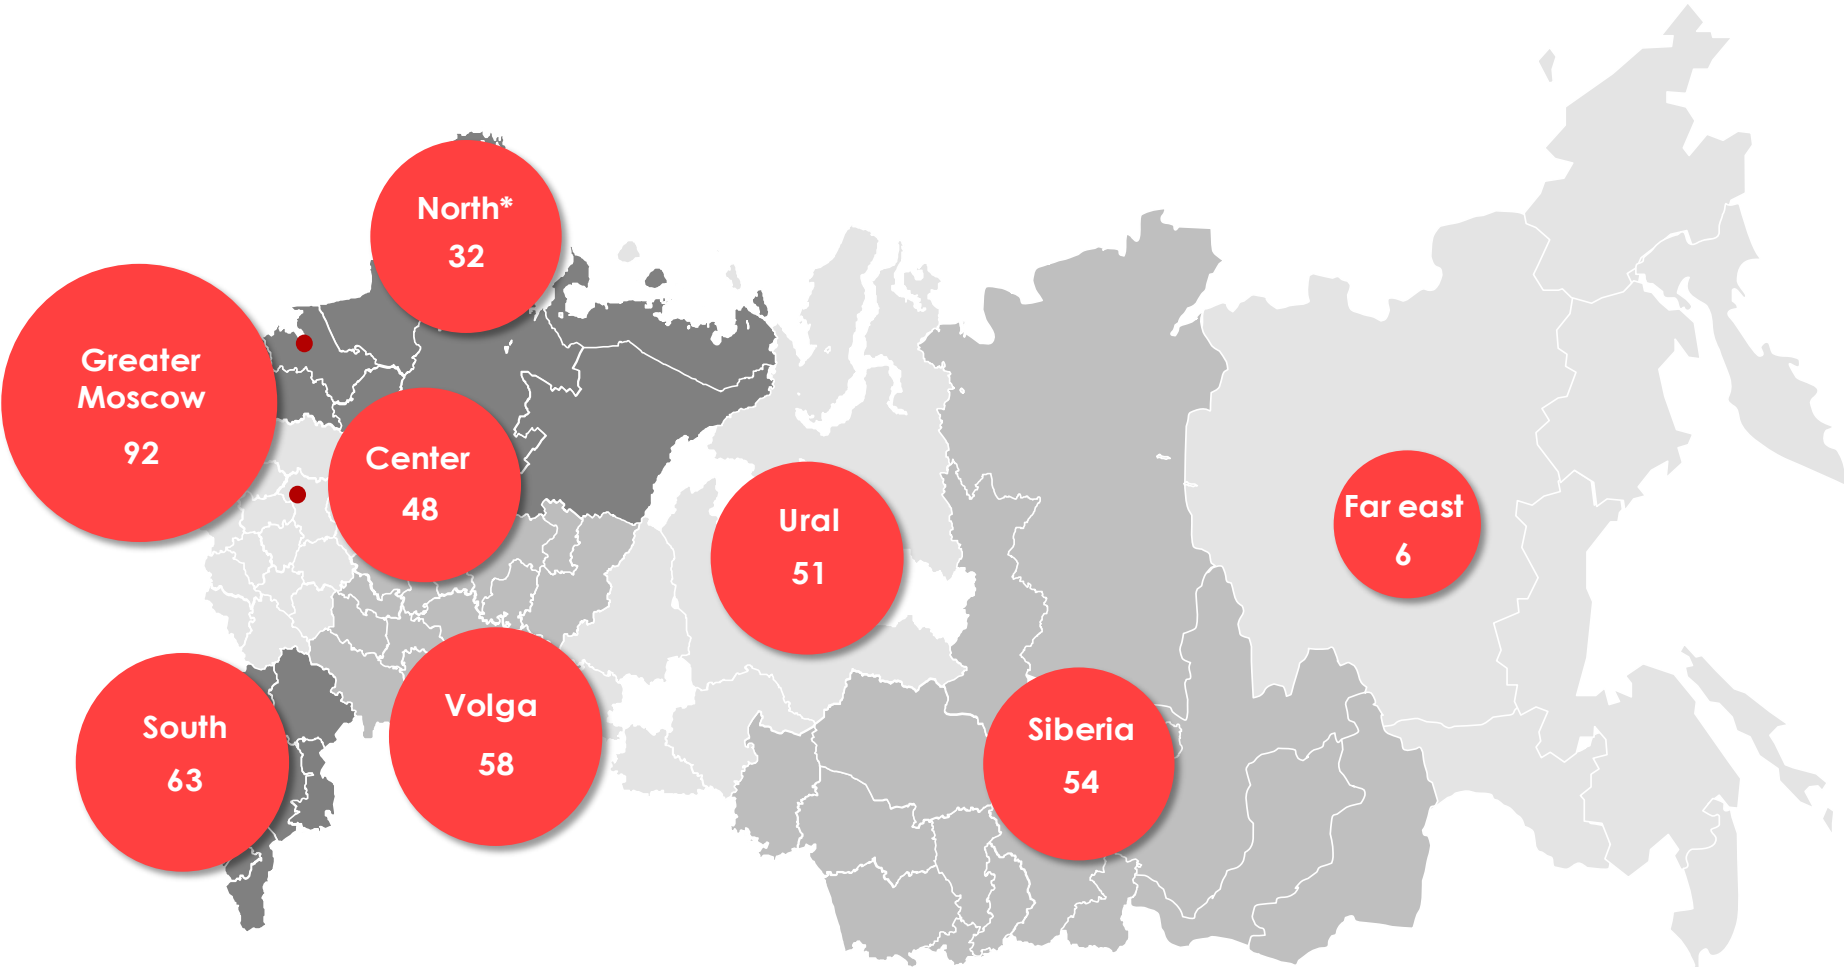 North*
32
Greater
Moscow
92
Center
48
Ural
51
Far east
6
South
63
Volga
58
Siberia
54